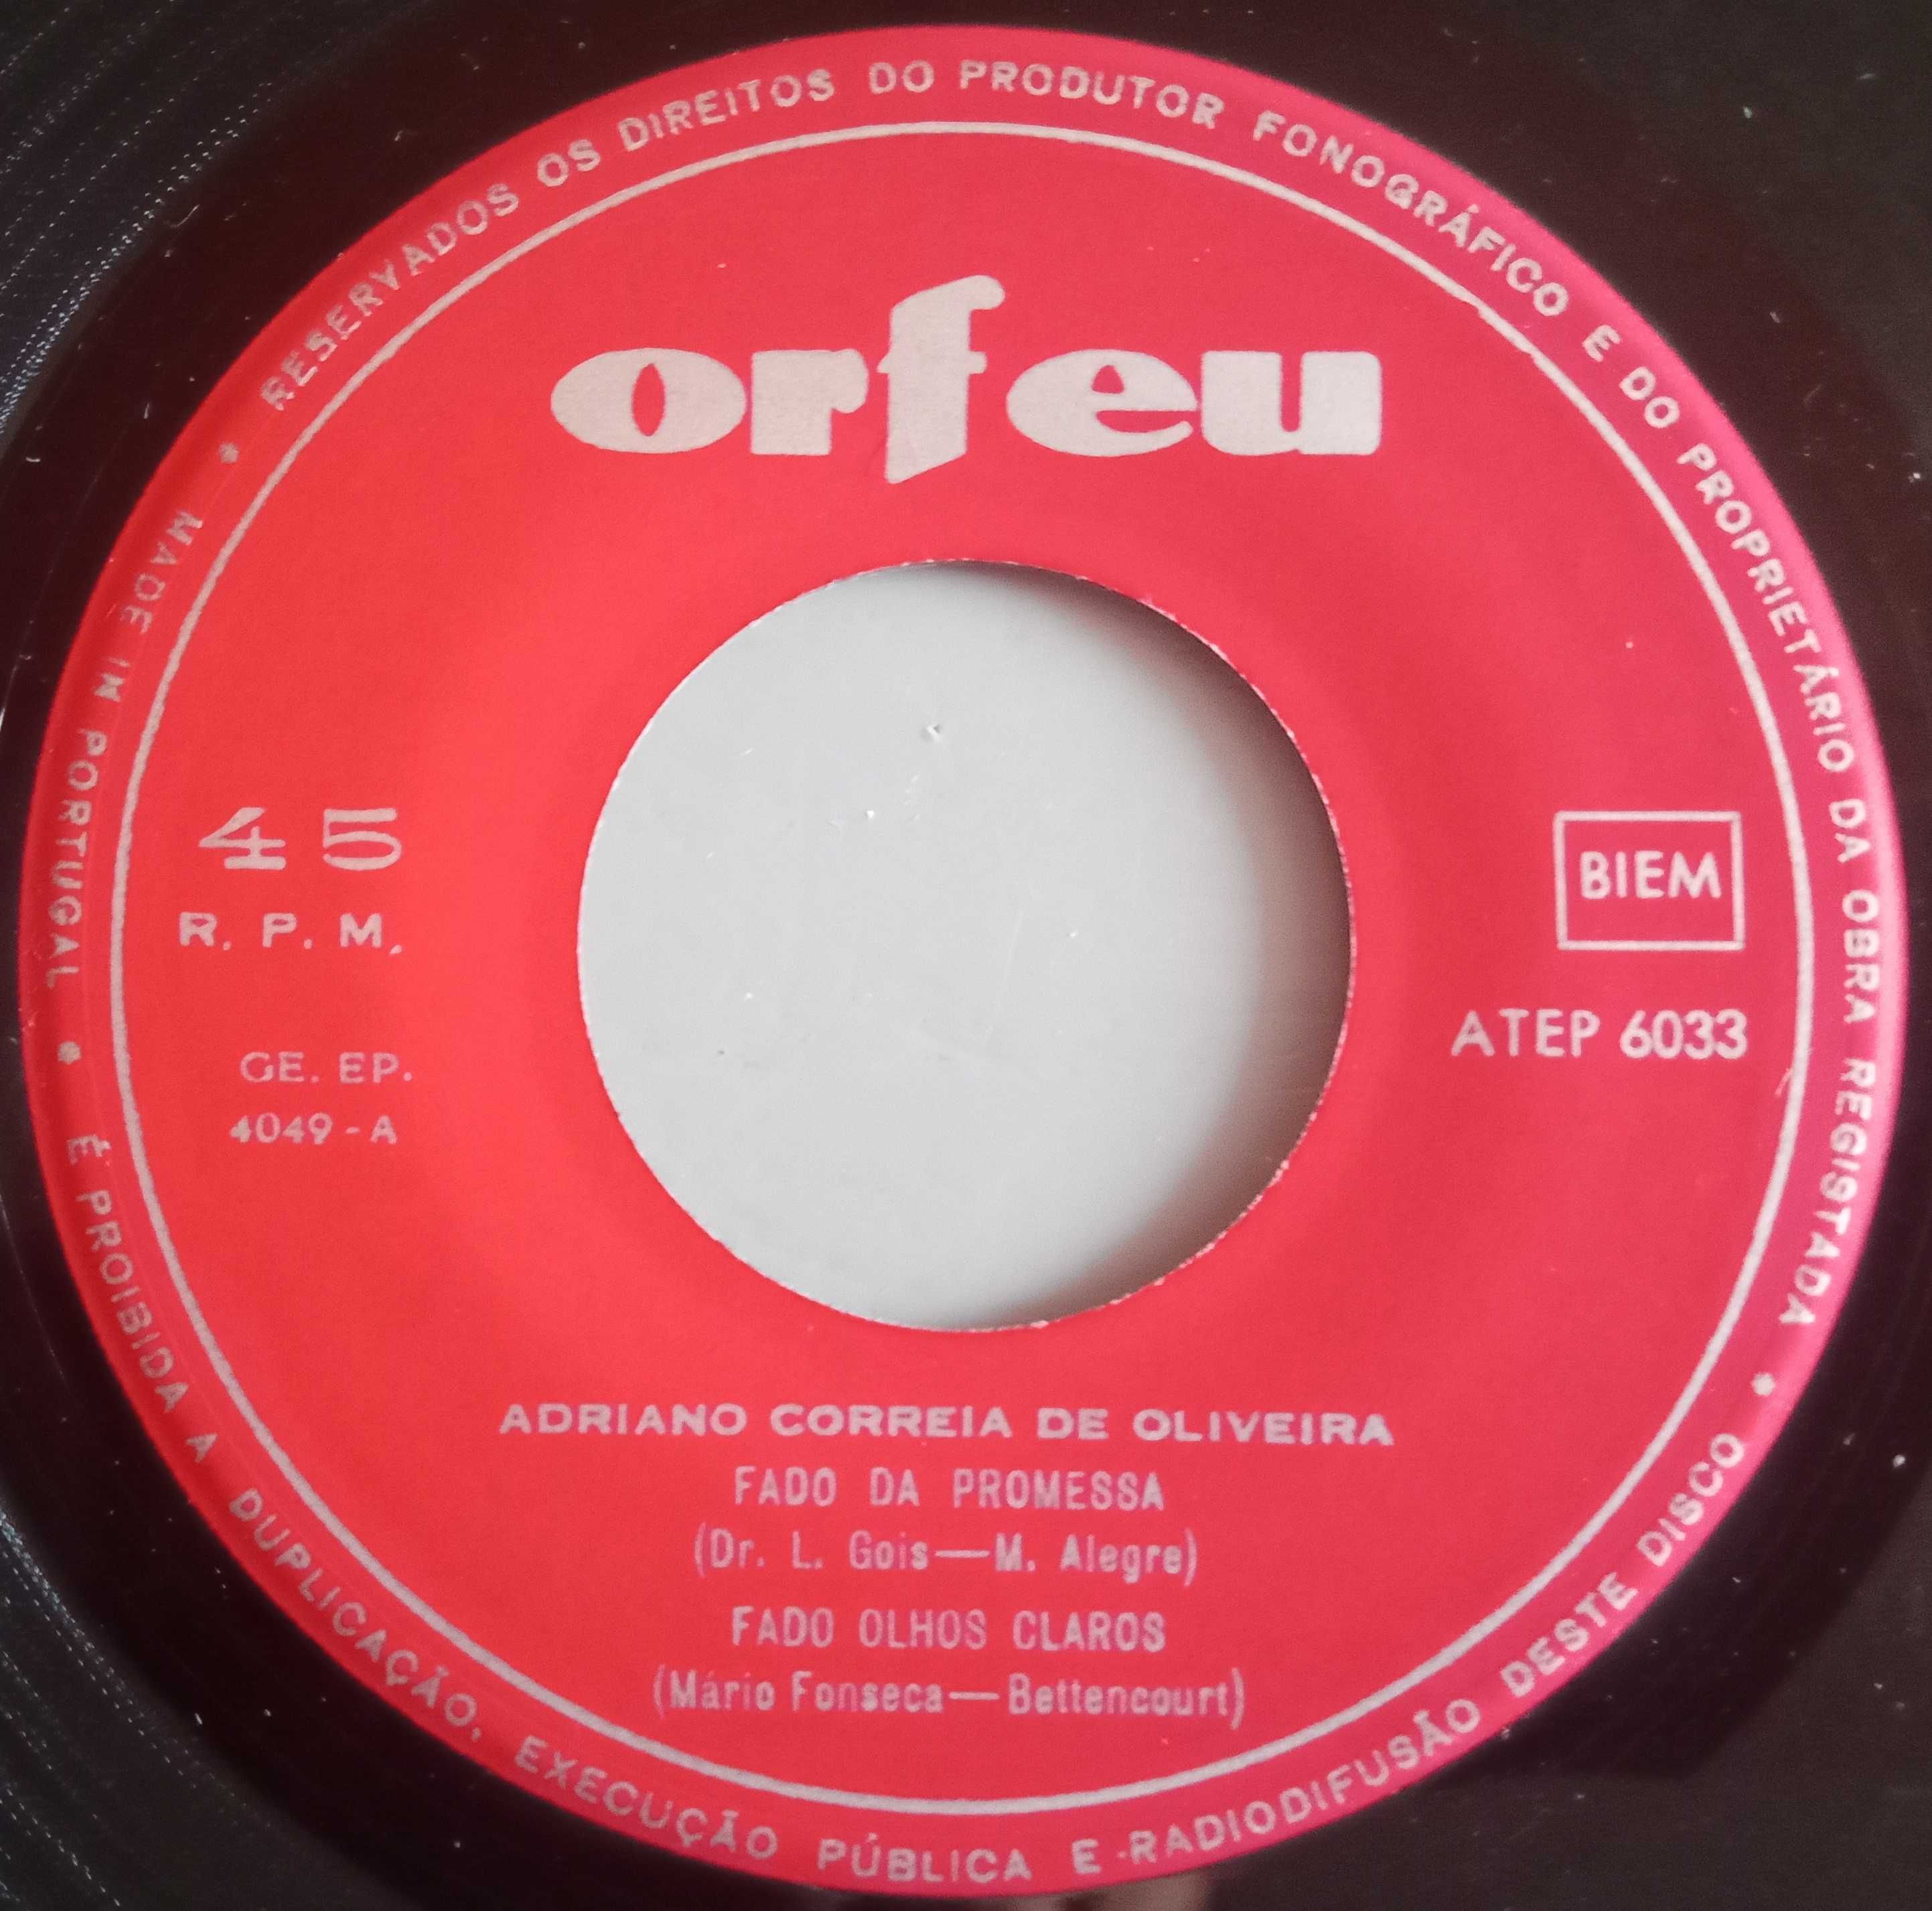 RESERVADOS OS DIREITOS DO PRODUTOR FONOGRÁFICO E DO PROPRIETÁRIO DA OBRA REGISTADA •
orfeu
45
R. P. M.
GE. EP.
4049 - A
BIEM
ATEP 6033
ADRIANO CORREIA DE OLIVEIRA
FADO DA PROMESSA
(Dr. L. Gois — M. Alegre)
FADO OLHOS CLAROS
(Mário Fonseca — Bettencourt)
É PROIBIDA A DUPLICAÇÃO, EXECUÇÃO PÚBLICA E - RADIODIFUSÃO DESTE DISCO
• MADE IN PORTUGAL •